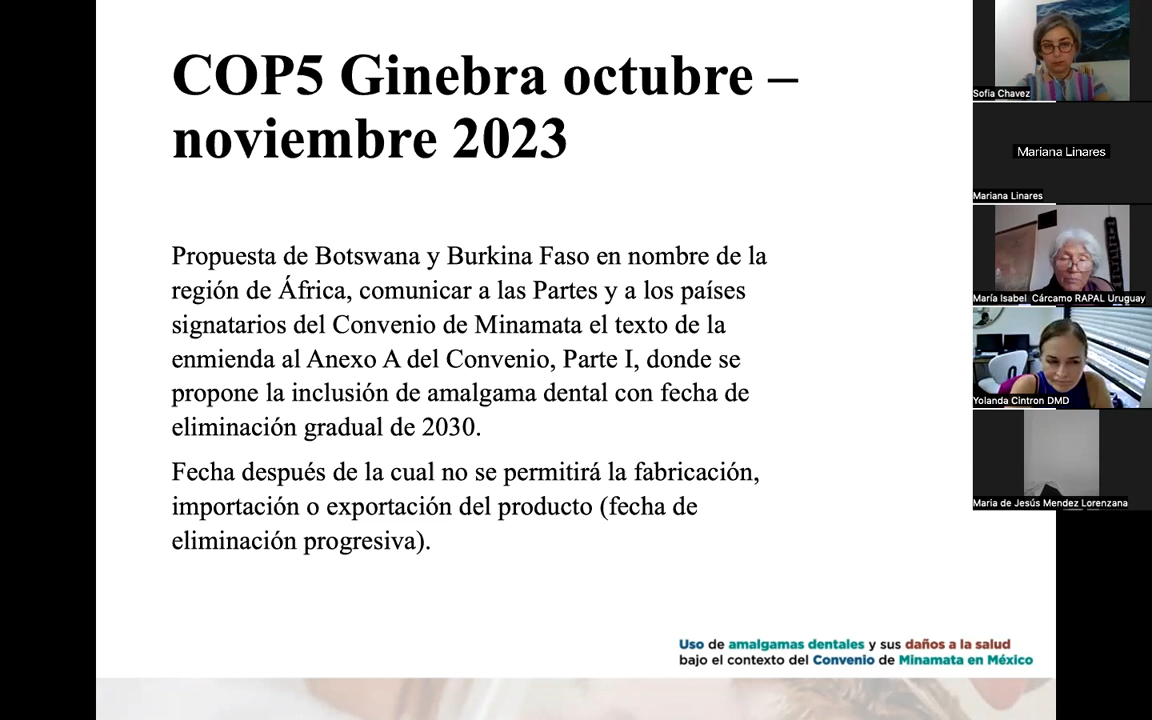 COP5 Ginebra octubre –
noviembre 2023
Propuesta de Botswana y Burkina Faso en nombre de la
región de África, comunicar a las Partes y a los países
signatarios del Convenio de Minamata el texto de la
enmienda al Anexo A del Convenio, Parte I, donde se
propone la inclusión de amalgama dental con fecha de
eliminación gradual de 2030.
Fecha después de la cual no se permitirá la fabricación,
importación o exportación del producto (fecha de
eliminación progresiva).
Uso de amalgamas dentales y sus daños a la salud
bajo el contexto del Convenio de Minamata en México
Sofia Chavez
Mariana Linares
Mariana Linares
María Isabel Cárcamo RAPAL Uruguay
Yolanda Cintron DMD
Maria de Jesús Mendez Lorenzana